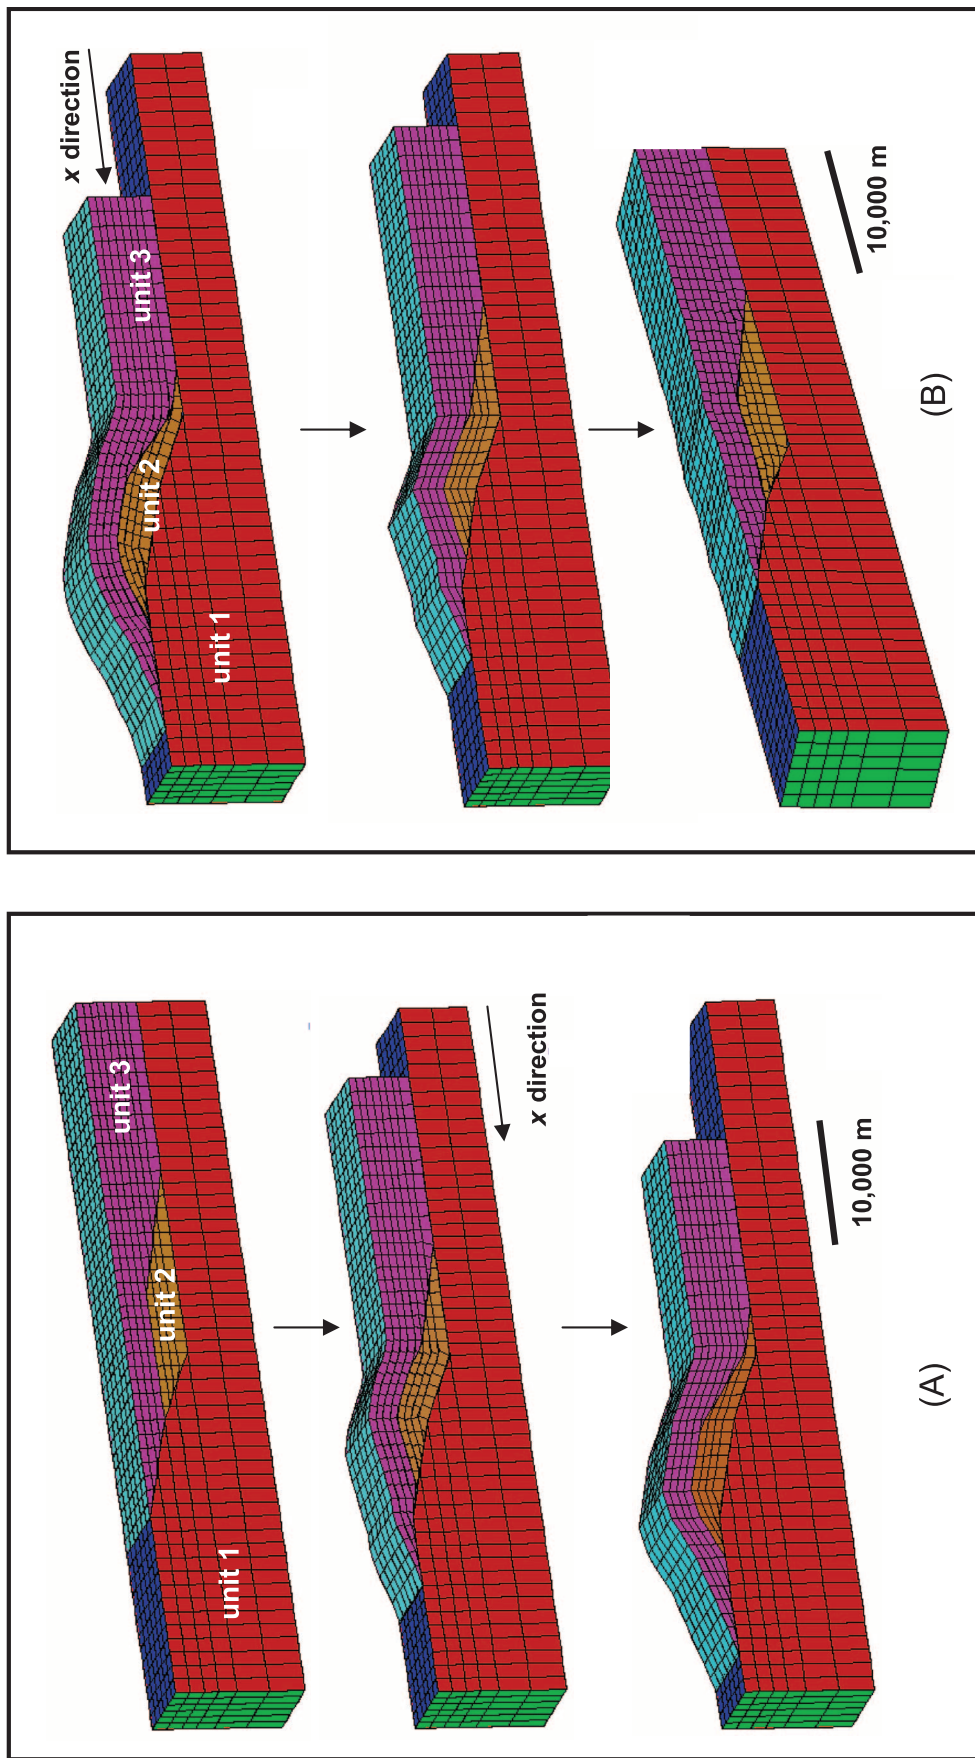 x direction
unit 3
unit 2
unit 1
10,000 m
(B)
unit 3
unit 2
unit 1
x direction
10,000 m
(A)